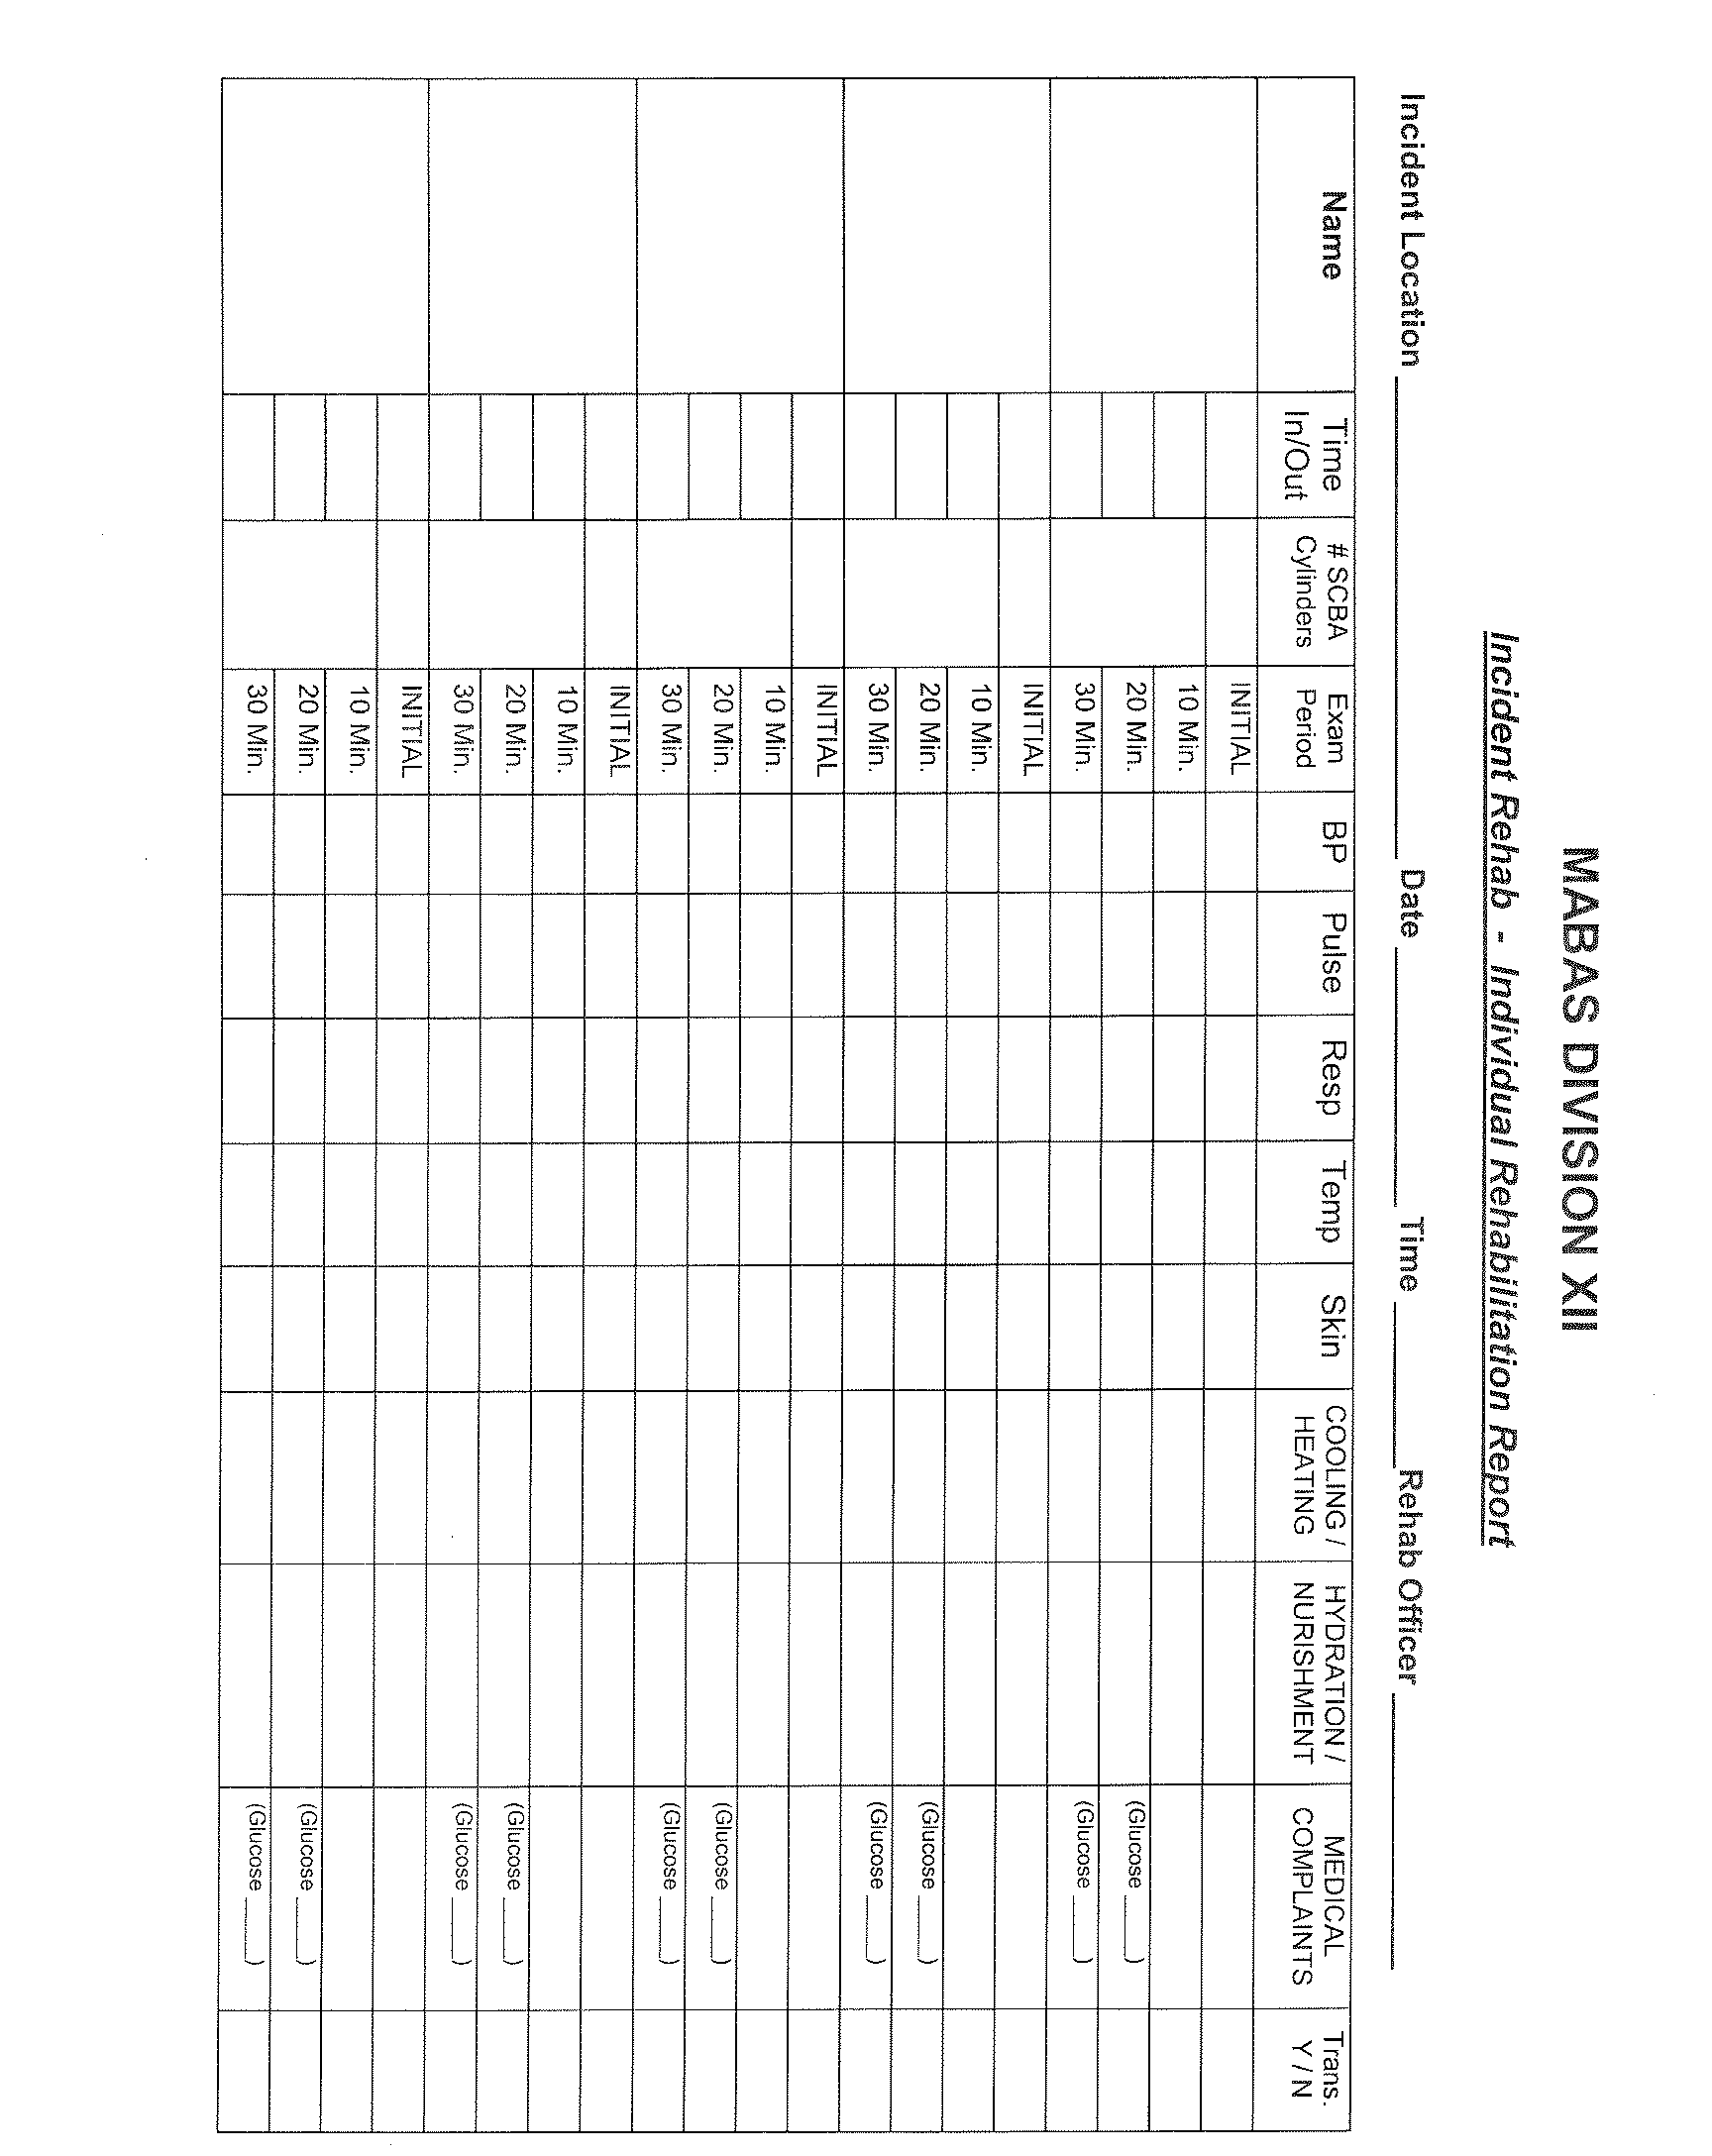 MABAS DIVISION XII
Incident Rehab - Individual Rehabilitation Report
Incident Location ____ Date ____ Time ____ Rehab Officer ____
Name Time In/Out # SCBA Cylinders Exam Period BP Pulse Resp Temp Skin COOLING / HEATING HYDRATION / NURISHMENT MEDICAL COMPLAINTS Trans. Y / N
INITIAL
10 Min.
20 Min. (Glucose ____)
30 Min. (Glucose ____)
INITIAL
10 Min.
20 Min. (Glucose ____)
30 Min. (Glucose ____)
INITIAL
10 Min.
20 Min. (Glucose ____)
30 Min. (Glucose ____)
INITIAL
10 Min.
20 Min. (Glucose ____)
30 Min. (Glucose ____)
INITIAL
10 Min.
20 Min. (Glucose ____)
30 Min. (Glucose ____)